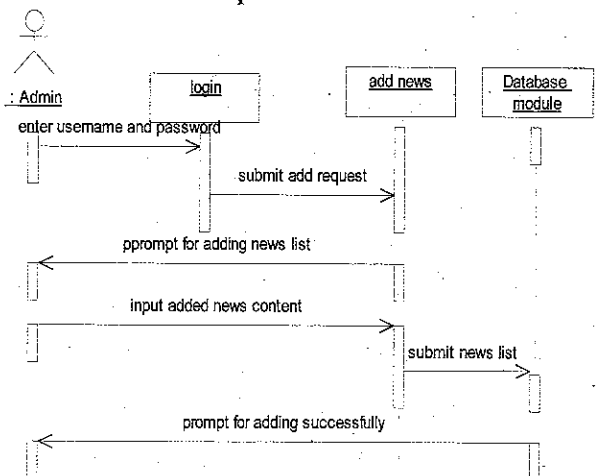 : Admin
login
add news
Database
module
enter username and password
submit add request
pprompt for adding news list
input added news content
submit news list
prompt for adding successfully